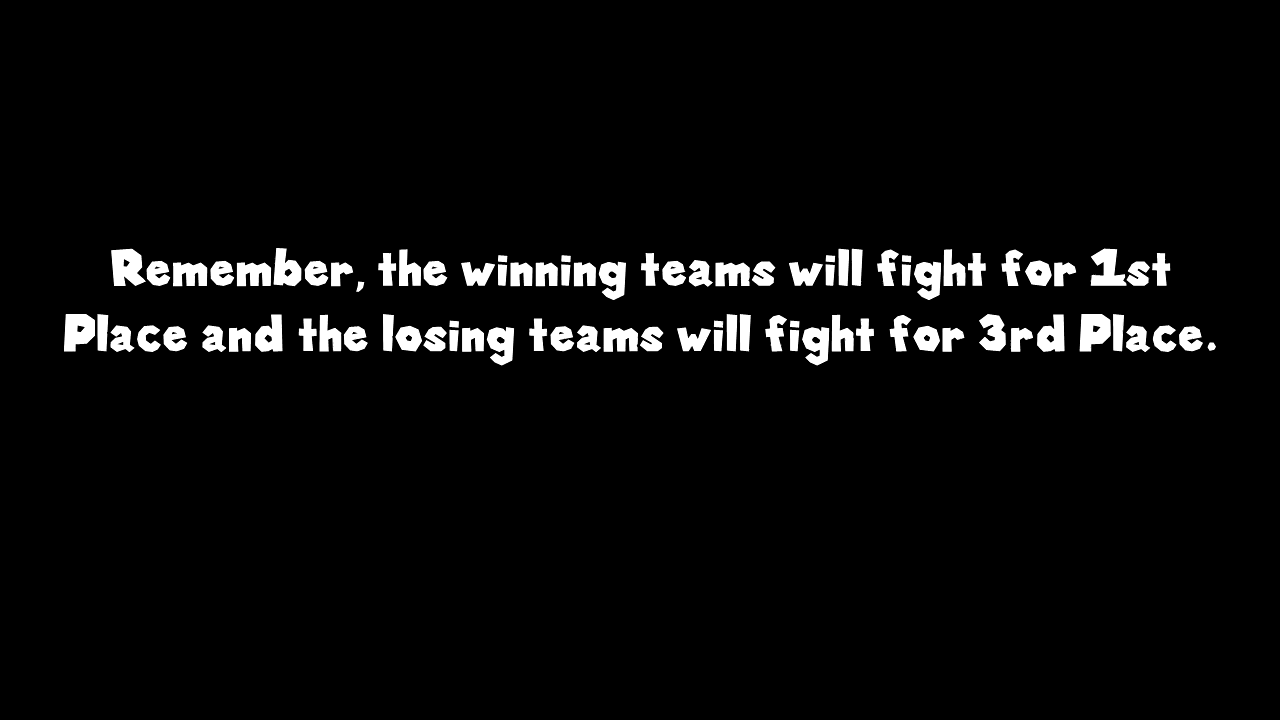 Remember, the winning teams will fight for 1st
Place and the losing teams will fight for 3rd Place.